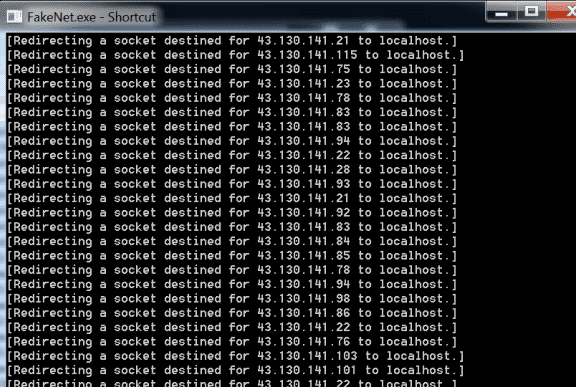 FakeNet.exe - Shortcut
[Redirecting a socket destined for 43.130.141.21 to localhost.]
[Redirecting a socket destined for 43.130.141.115 to localhost.]
[Redirecting a socket destined for 43.130.141.75 to localhost.]
[Redirecting a socket destined for 43.130.141.23 to localhost.]
[Redirecting a socket destined for 43.130.141.78 to localhost.]
[Redirecting a socket destined for 43.130.141.83 to localhost.]
[Redirecting a socket destined for 43.130.141.83 to localhost.]
[Redirecting a socket destined for 43.130.141.94 to localhost.]
[Redirecting a socket destined for 43.130.141.22 to localhost.]
[Redirecting a socket destined for 43.130.141.28 to localhost.]
[Redirecting a socket destined for 43.130.141.93 to localhost.]
[Redirecting a socket destined for 43.130.141.21 to localhost.]
[Redirecting a socket destined for 43.130.141.92 to localhost.]
[Redirecting a socket destined for 43.130.141.83 to localhost.]
[Redirecting a socket destined for 43.130.141.84 to localhost.]
[Redirecting a socket destined for 43.130.141.85 to localhost.]
[Redirecting a socket destined for 43.130.141.78 to localhost.]
[Redirecting a socket destined for 43.130.141.94 to localhost.]
[Redirecting a socket destined for 43.130.141.98 to localhost.]
[Redirecting a socket destined for 43.130.141.86 to localhost.]
[Redirecting a socket destined for 43.130.141.22 to localhost.]
[Redirecting a socket destined for 43.130.141.76 to localhost.]
[Redirecting a socket destined for 43.130.141.103 to localhost.]
[Redirecting a socket destined for 43.130.141.101 to localhost.]
[Redirecting a socket destined for 43.130.141.22 to localhost.]